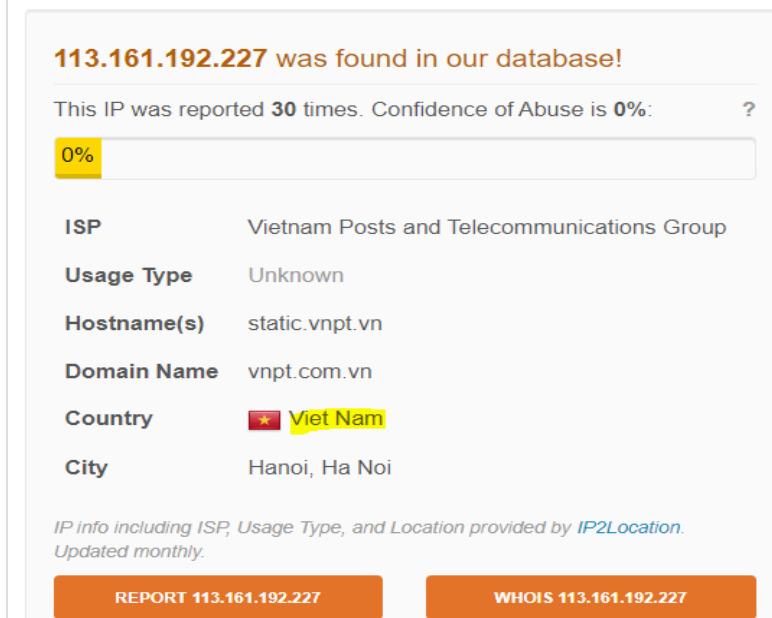 113.161.192.227 was found in our database!
This IP was reported 30 times. Confidence of Abuse is 0%: ?
0%
ISP Vietnam Posts and Telecommunications Group
Usage Type Unknown
Hostname(s) static.vnpt.vn
Domain Name vnpt.com.vn
Country Viet Nam
City Hanoi, Ha Noi
IP info including ISP, Usage Type, and Location provided by IP2Location.
Updated monthly.
REPORT 113.161.192.227 WHOIS 113.161.192.227